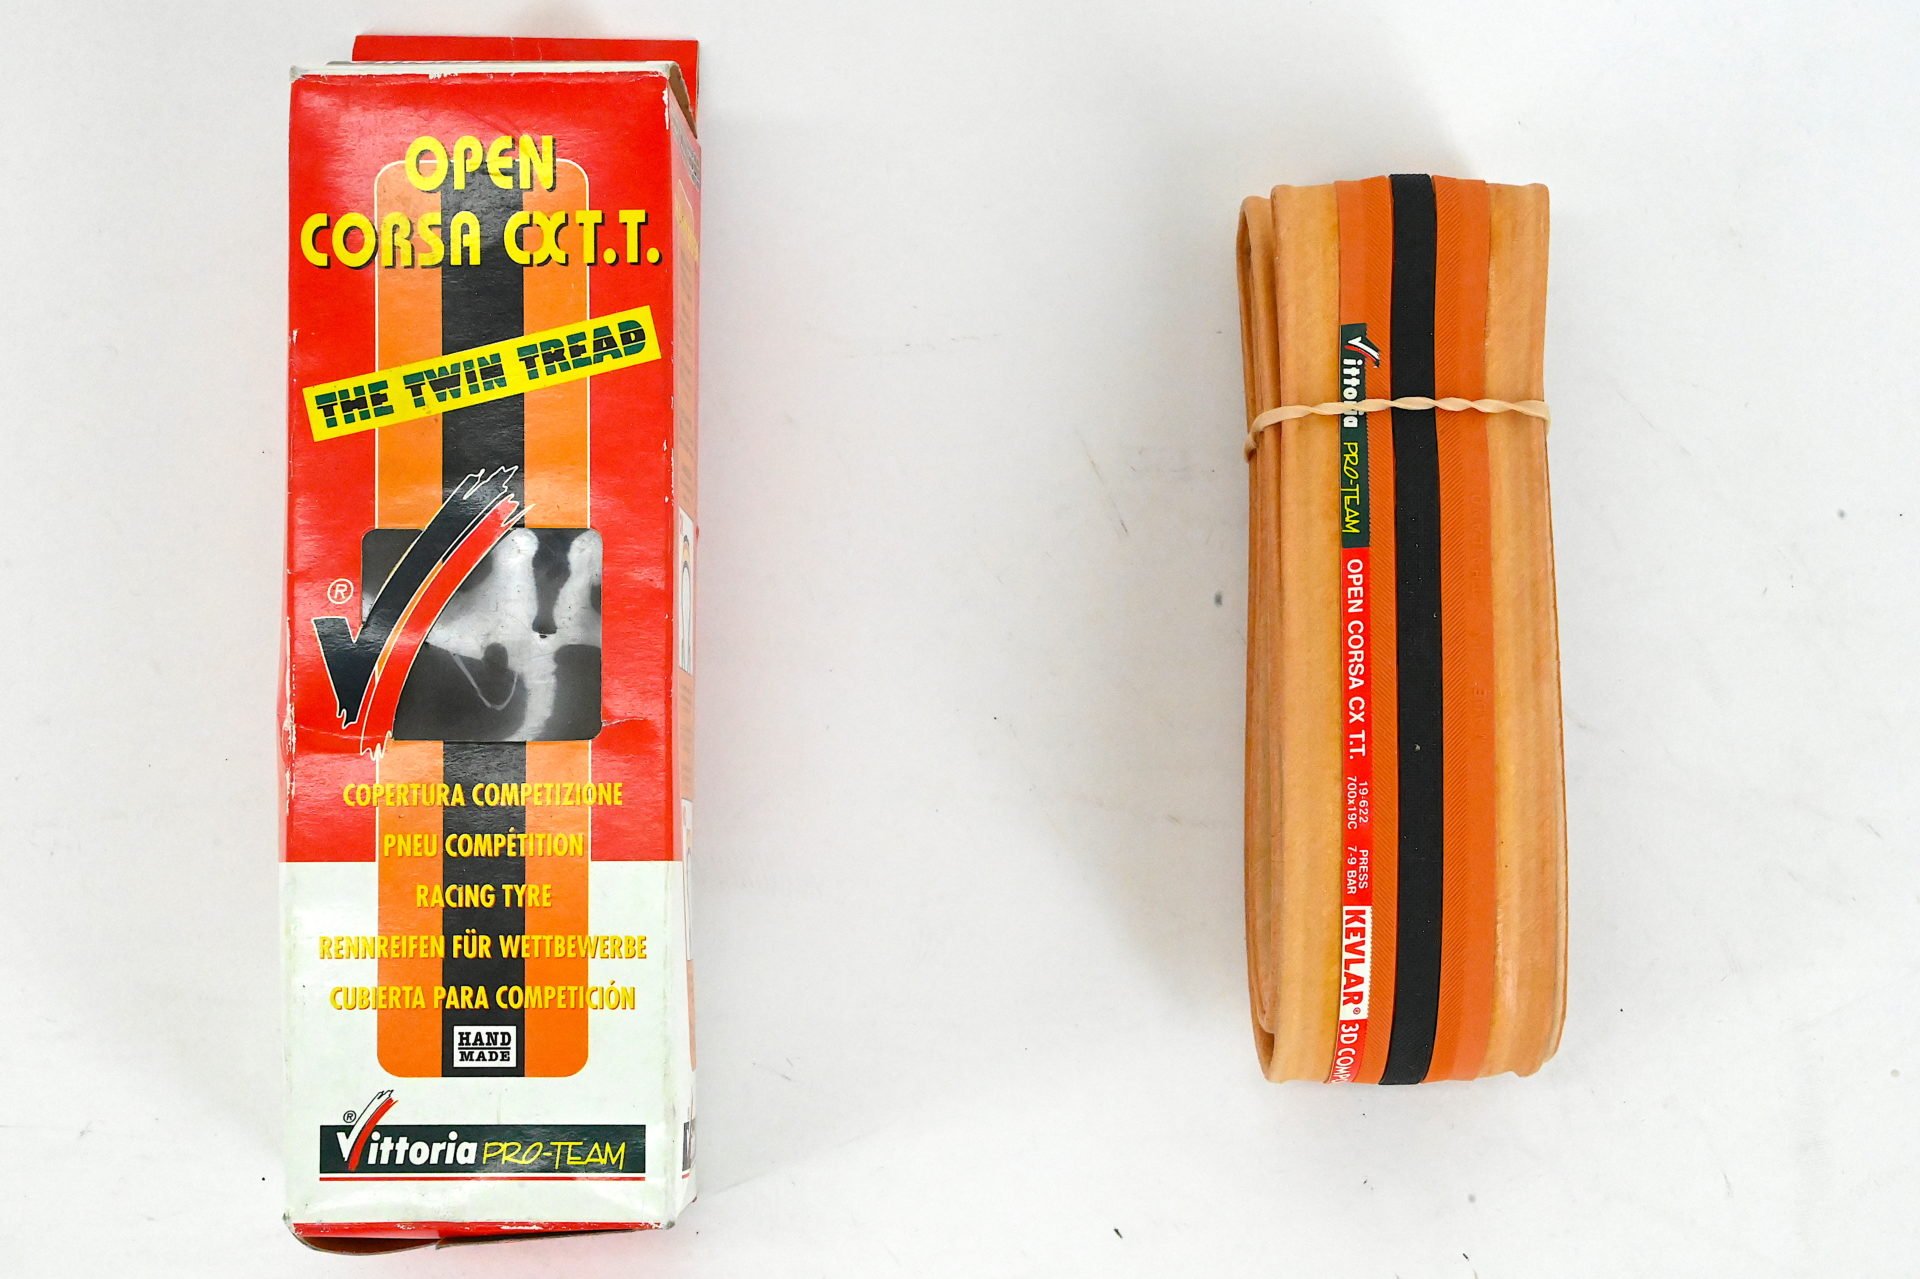 OPEN
CORSA CX T.T.
THE TWIN TREAD
®
COPERTURA COMPETIZIONE
PNEU COMPÉTITION
RACING TYRE
RENNREIFEN FÜR WETTBEWERBE
CUBIERTA PARA COMPETICIÓN
HAND
MADE
®
Vittoria PRO-TEAM
Vittoria PRO-TEAM
OPEN CORSA CX T.T.
19-622
700x19C
PRESS
7-9 BAR
KEVLAR®
3D